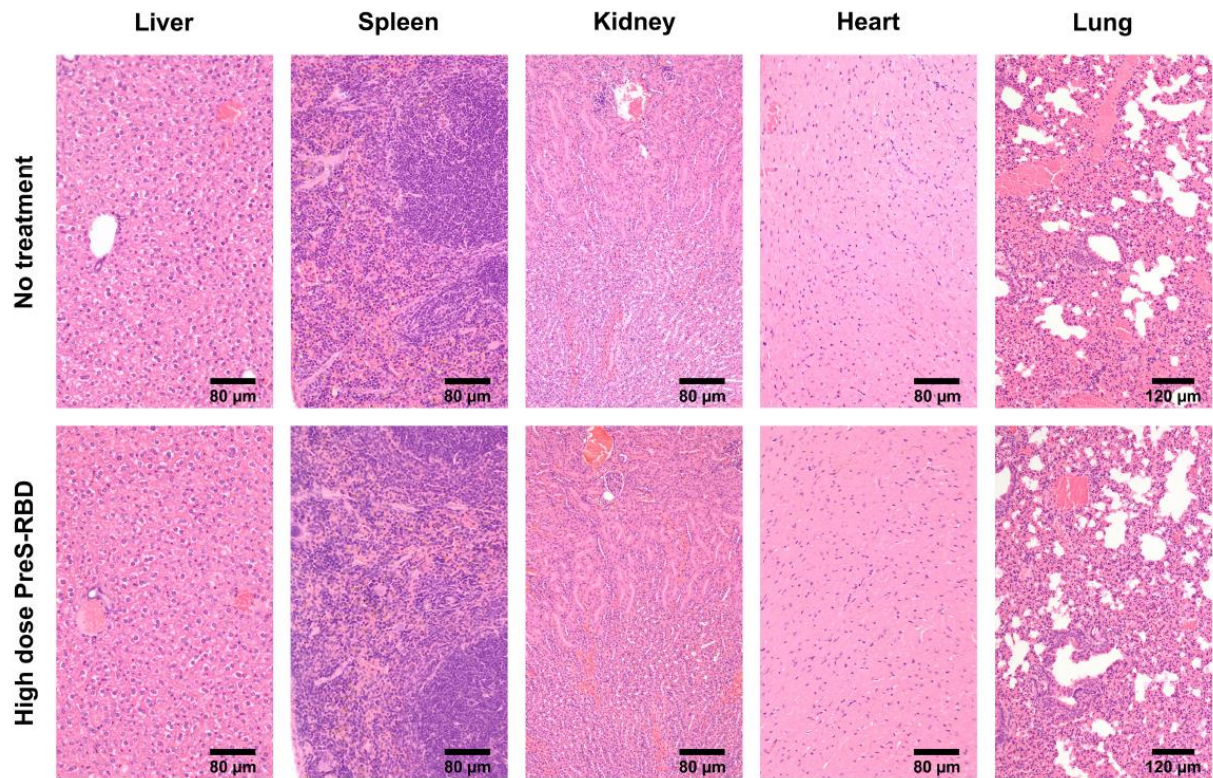 Liver Spleen Kidney Heart Lung
No treatment
80 µm 80 µm 80 µm 80 µm 120 µm
High dose PreS-RBD
80 µm 80 µm 80 µm 80 µm 120 µm